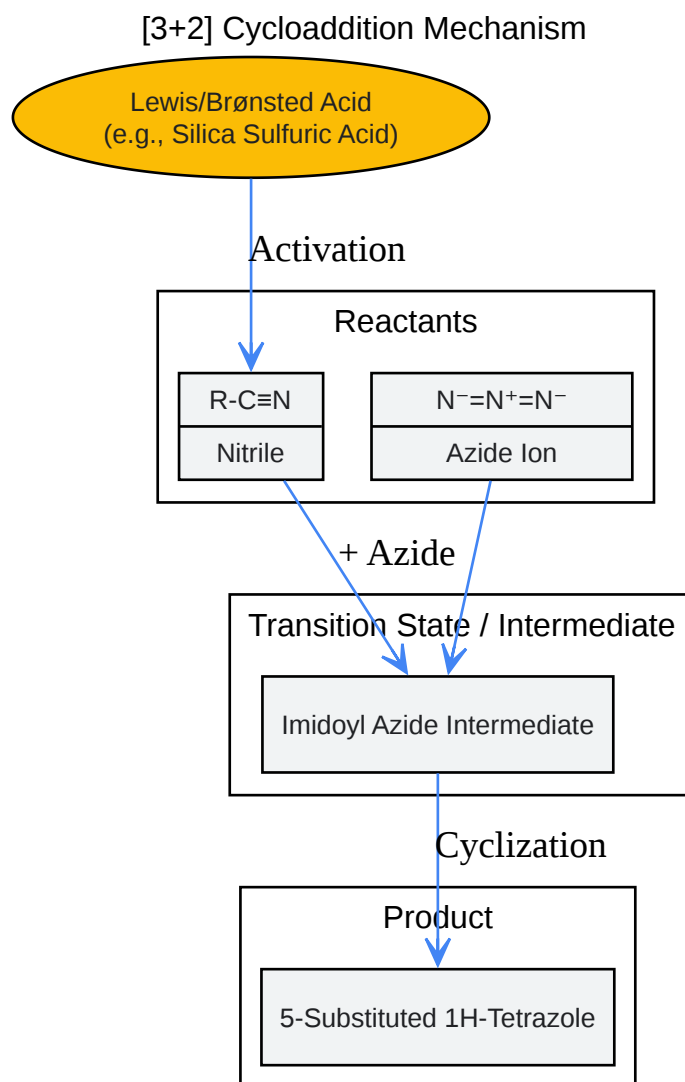 [3+2] Cycloaddition Mechanism
Lewis/Brønsted Acid
(e.g., Silica Sulfuric Acid)
Activation
Reactants
R-C≡N
Nitrile
N⁻=N⁺=N⁻
Azide Ion
+ Azide
Transition State / Intermediate
Imidoyl Azide Intermediate
Cyclization
Product
5-Substituted 1H-Tetrazole